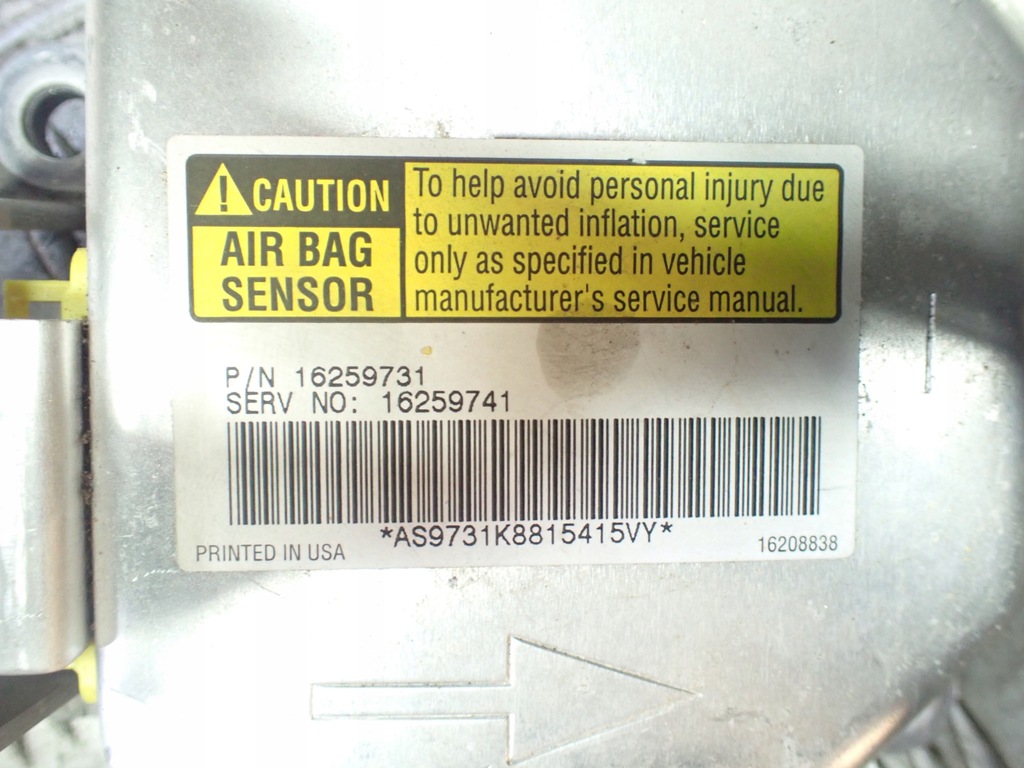 CAUTION
AIR BAG
SENSOR
To help avoid personal injury due
to unwanted inflation, service
only as specified in vehicle
manufacturer's service manual.
P/N 16259731
SERV NO: 16259741
*AS9731K8815415VY*
PRINTED IN USA
16208838